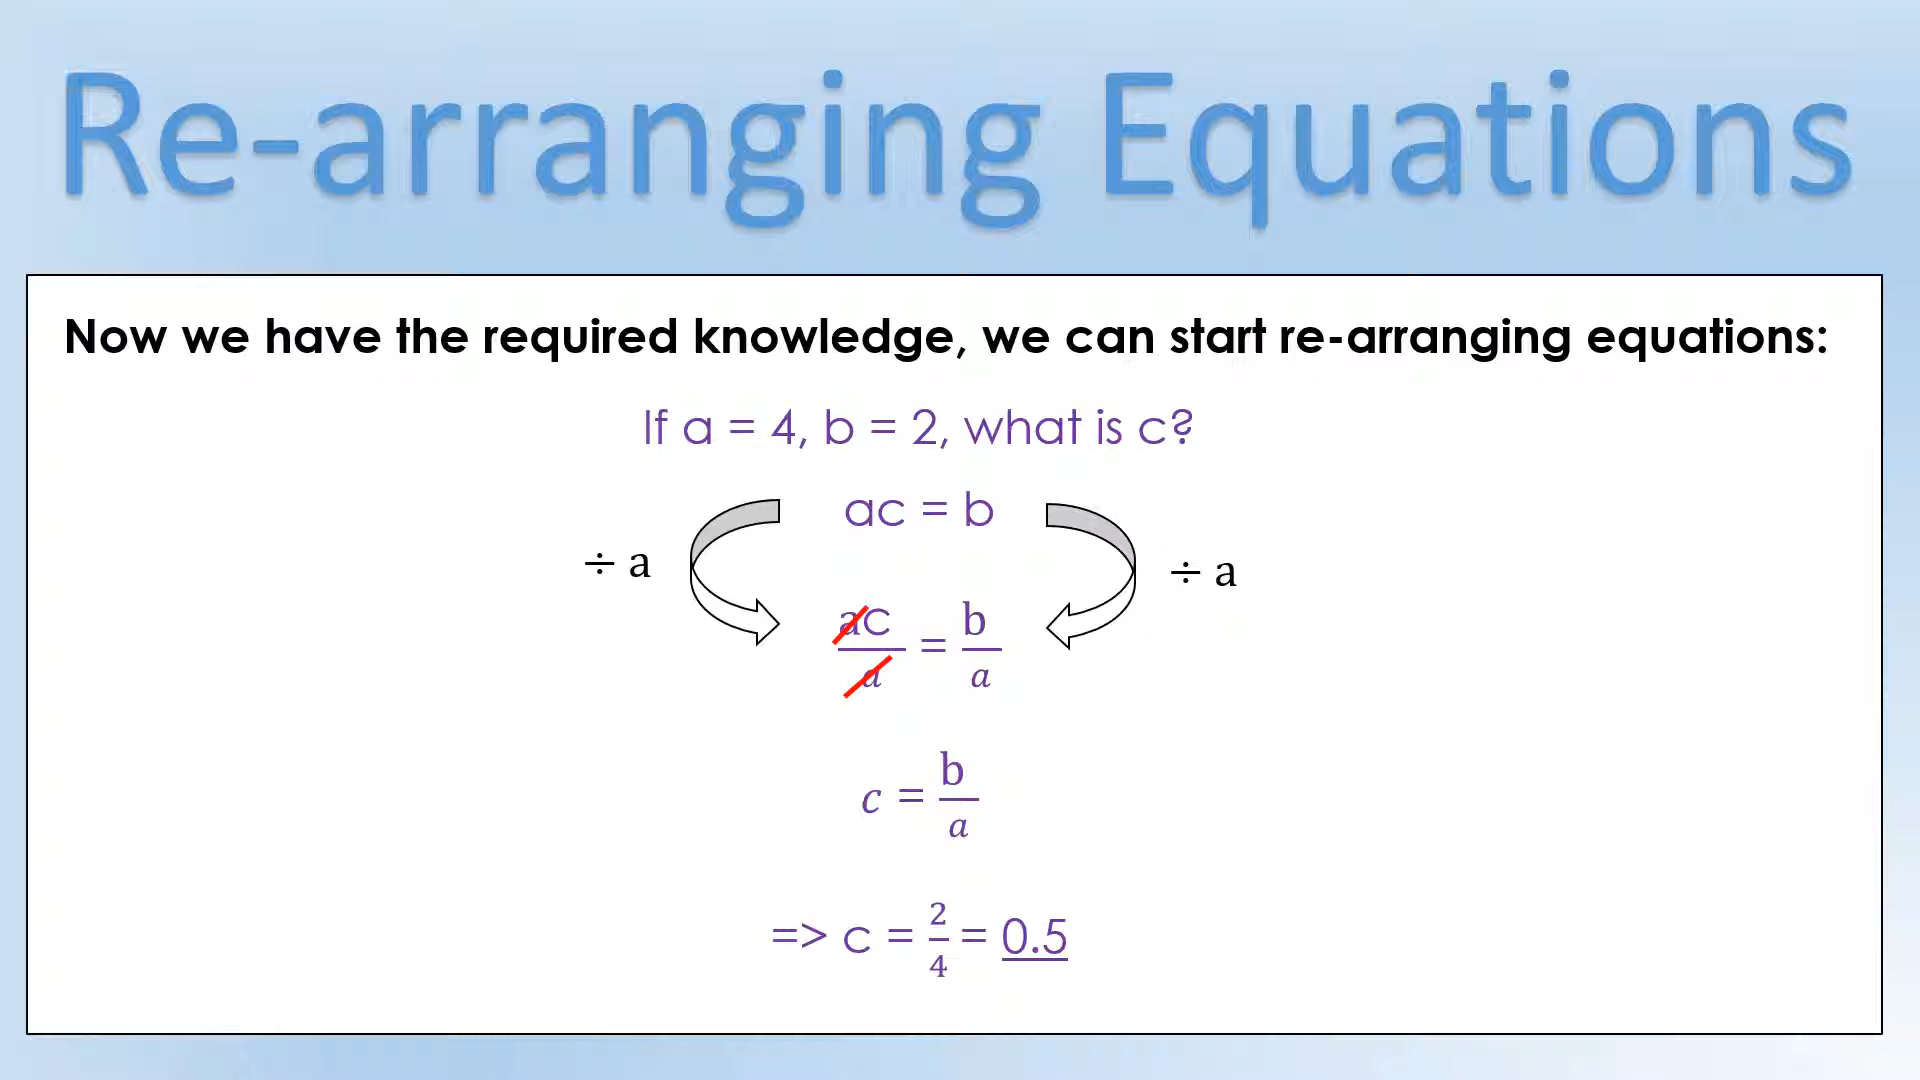 Re-arranging Equations
Now we have the required knowledge, we can start re-arranging equations:
If a = 4, b = 2, what is c?
ac = b
÷ a
÷ a
ac/a = b/a
c = b/a
=> c = 2/4 = 0.5